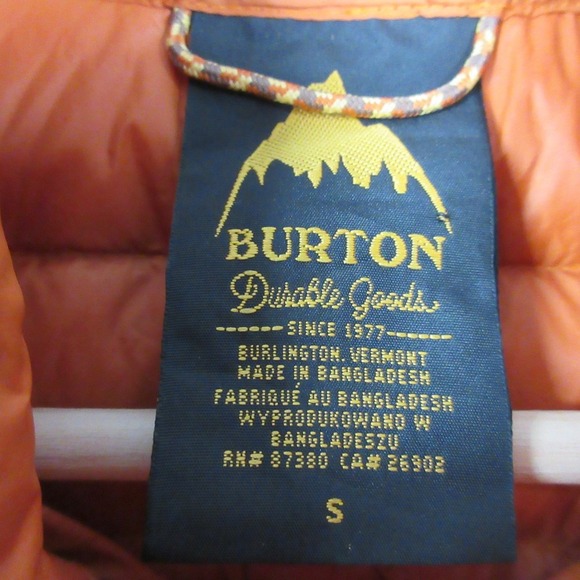 BURTON
Durable Goods
SINCE 1977
BURLINGTON. VERMONT
MADE IN BANGLADESH
FABRIQUÉ AU BANGLADESH
WYPRODUKOWANO W
BANGLADESZU
RN# 87380 CA# 26902
S